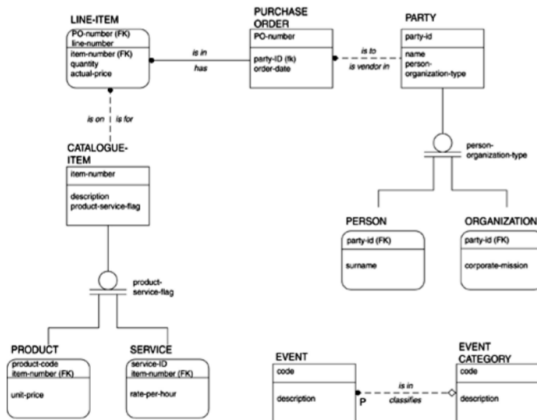 LINE-ITEM
PO-number (FK)
line-number
item-number (FK)
quantity
actual-price
is in
has
PURCHASE
ORDER
PO-number
party-ID (fk)
order-date
is to
is vendor in
PARTY
party-id
name
person-
organization-type
is on
is for
CATALOGUE-
ITEM
item-number
description
product-service-flag
person-
organization-type
PERSON
party-id (FK)
surname
ORGANIZATION
party-id (FK)
corporate-mission
product-
service-flag
PRODUCT
product-code
item-number (FK)
unit-price
SERVICE
service-ID
item-number (FK)
rate-per-hour
EVENT
code
description
P
is in
classifies
EVENT
CATEGORY
code
description